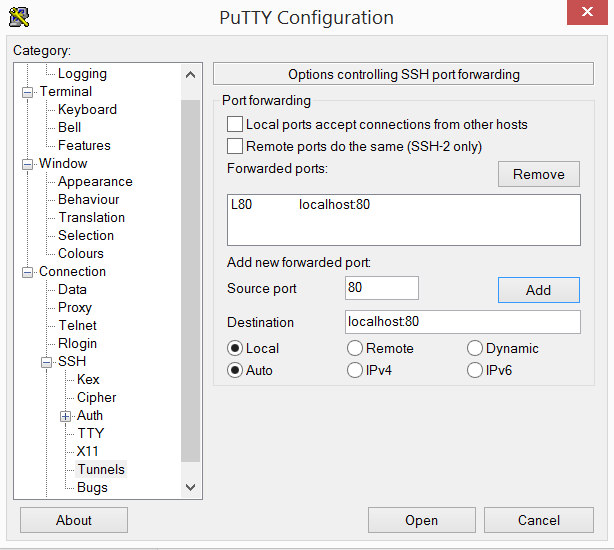 PuTTY Configuration
Category:
Logging
Terminal
Keyboard
Bell
Features
Window
Appearance
Behaviour
Translation
Selection
Colours
Connection
Data
Proxy
Telnet
Rlogin
SSH
Kex
Cipher
Auth
TTY
X11
Tunnels
Bugs
Options controlling SSH port forwarding
Port forwarding
Local ports accept connections from other hosts
Remote ports do the same (SSH-2 only)
Forwarded ports:
Remove
L80 localhost:80
Add new forwarded port:
Source port 80 Add
Destination localhost:80
Local Remote Dynamic
Auto IPv4 IPv6
About Open Cancel